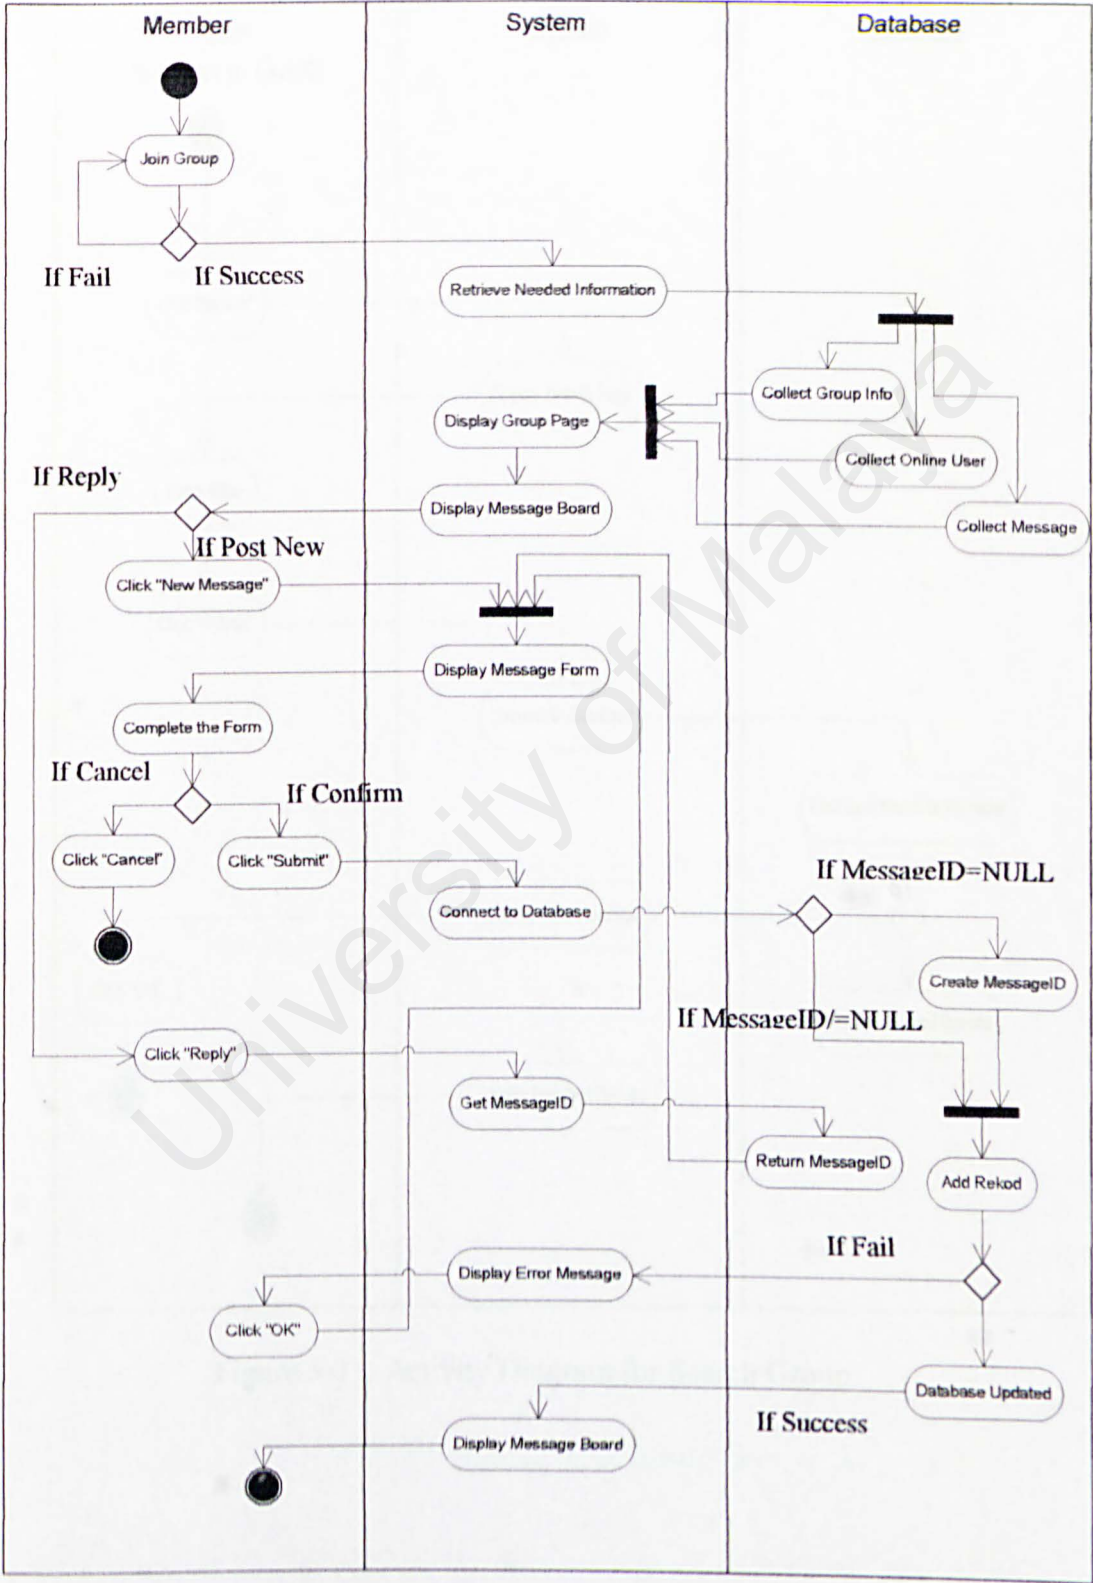 Member
System
Database
Join Group
If Fail
If Success
Retrieve Needed Information
Collect Group Info
Display Group Page
Collect Online User
If Reply
Display Message Board
Collect Message
If Post New
Click "New Message"
Display Message Form
Complete the Form
If Cancel
If Confirm
Click "Cancel"
Click "Submit"
If MessageID=NULL
Connect to Database
Create MessageID
If MessageID/=NULL
Click "Reply"
Get MessageID
Return MessageID
Add Rekod
If Fail
Display Error Message
Click "OK"
Database Updated
If Success
Display Message Board
University of Malaya